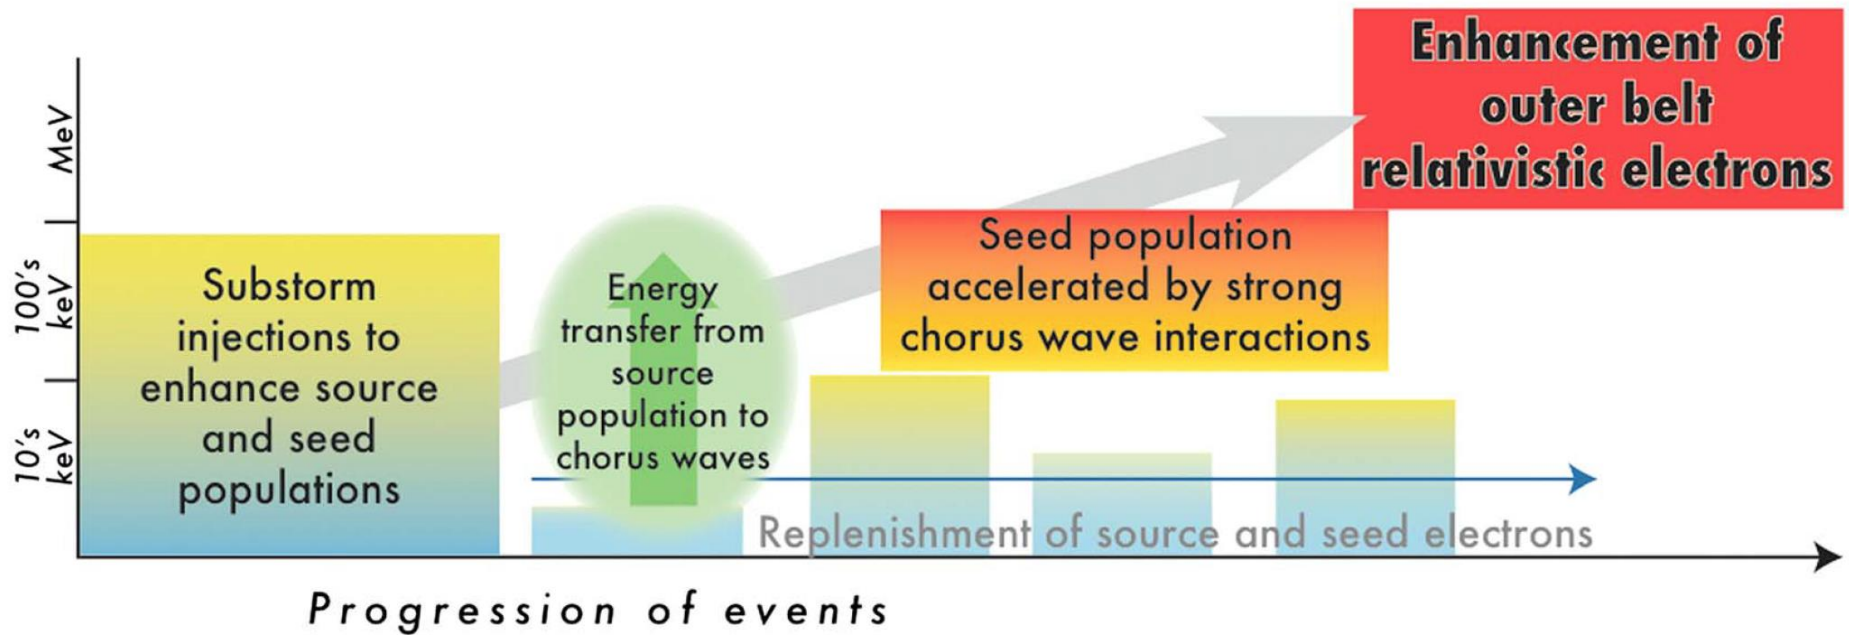 MeV
100's
keV
10's
keV
Substorm
injections to
enhance source
and seed
populations
Energy
transfer from
source
population to
chorus waves
Seed population
accelerated by strong
chorus wave interactions
Enhancement of
outer belt
relativistic electrons
Replenishment of source and seed electrons
Progression of events